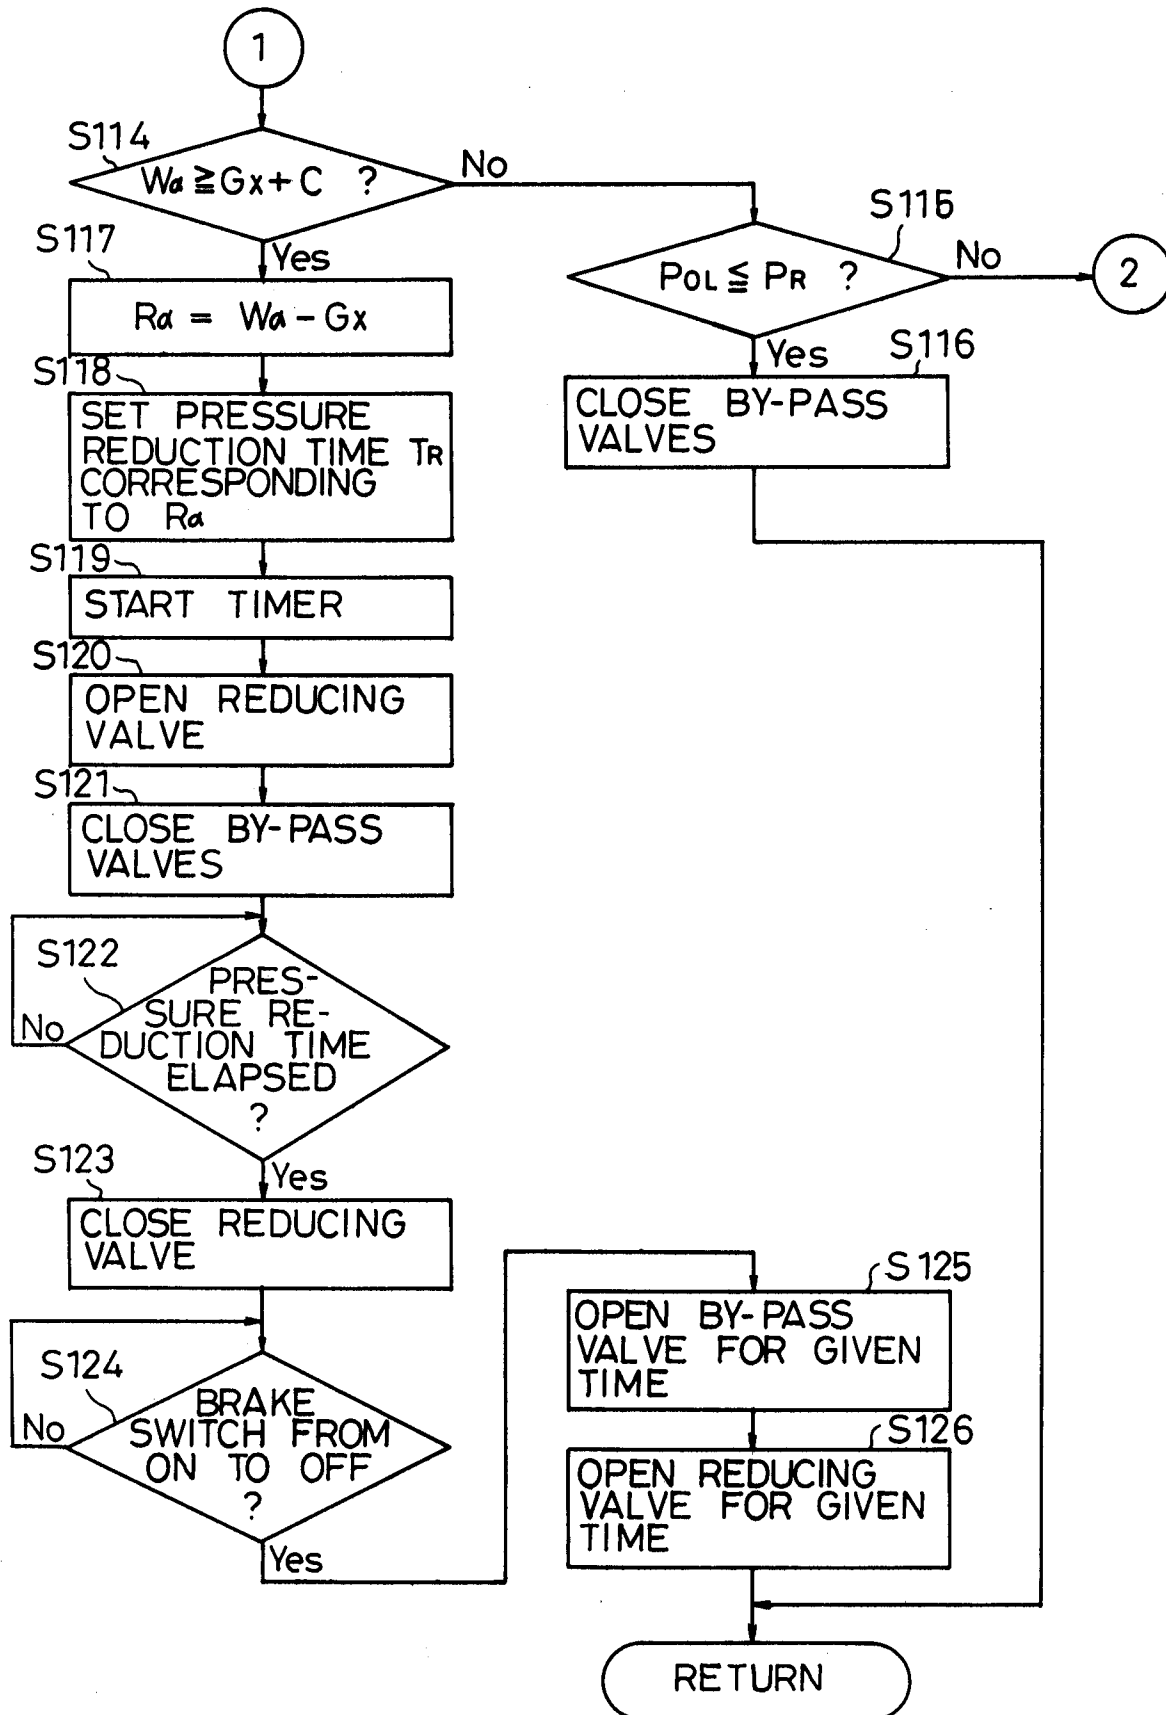 1
S114
Wα ≧ Gx + C ?
No
Yes
S115
POL ≦ PR ?
No
2
Yes
S116
CLOSE BY-PASS
VALVES
S117
Rα = Wα - Gx
S118
SET PRESSURE
REDUCTION TIME TR
CORRESPONDING
TO Rα
S119
START TIMER
S120
OPEN REDUCING
VALVE
S121
CLOSE BY-PASS
VALVES
S122
PRES-
SURE RE-
DUCTION TIME
ELAPSED
?
No
Yes
S123
CLOSE REDUCING
VALVE
S124
BRAKE
SWITCH FROM
ON TO OFF
?
No
Yes
S125
OPEN BY-PASS
VALVE FOR GIVEN
TIME
S126
OPEN REDUCING
VALVE FOR GIVEN
TIME
RETURN